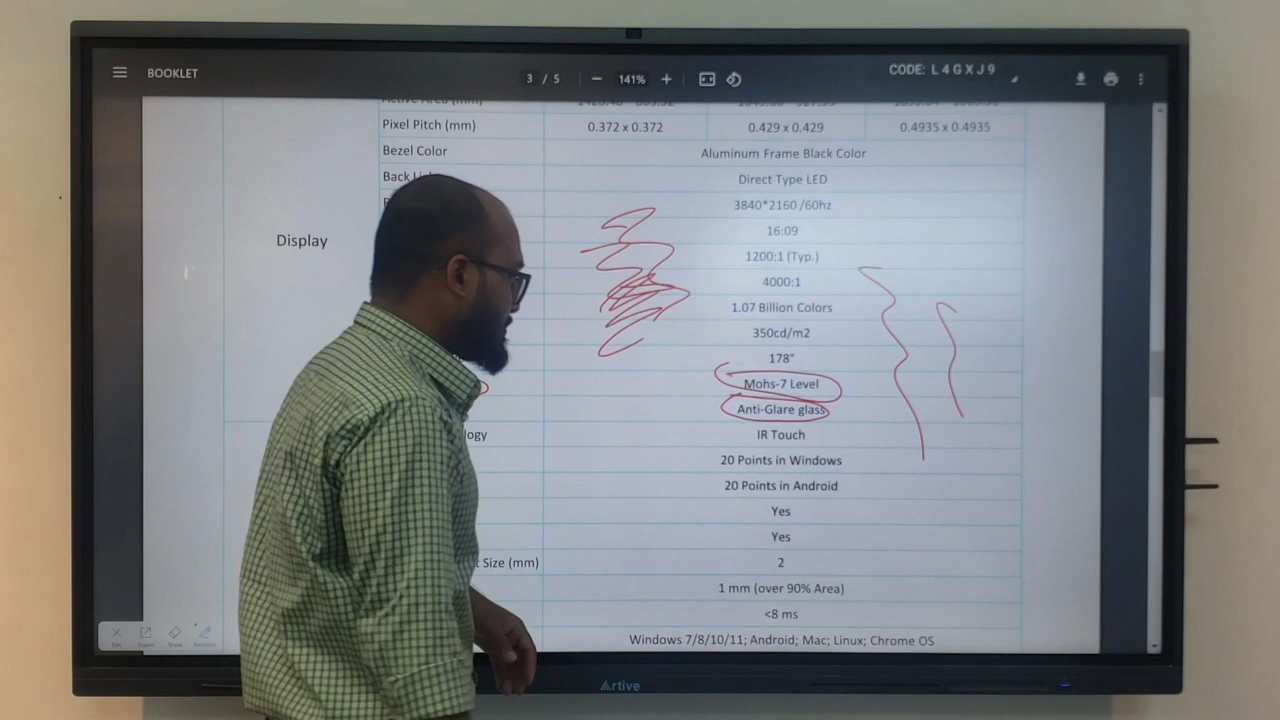 BOOKLET
3 / 5
141%
CODE: L4GXJ9
Pixel Pitch (mm) 0.372 x 0.372 0.429 x 0.429 0.4935 x 0.4935
Bezel Color Aluminum Frame Black Color
Back Direct Type LED
3840*2160 /60hz
16:09
Display
1200:1 (Typ.)
4000:1
1.07 Billion Colors
350cd/m2
178°
Mohs-7 Level
Anti-Glare glass
logy IR Touch
20 Points in Windows
20 Points in Android
Yes
Yes
t Size (mm) 2
1 mm (over 90% Area)
<8 ms
Windows 7/8/10/11; Android; Mac; Linux; Chrome OS
Artive